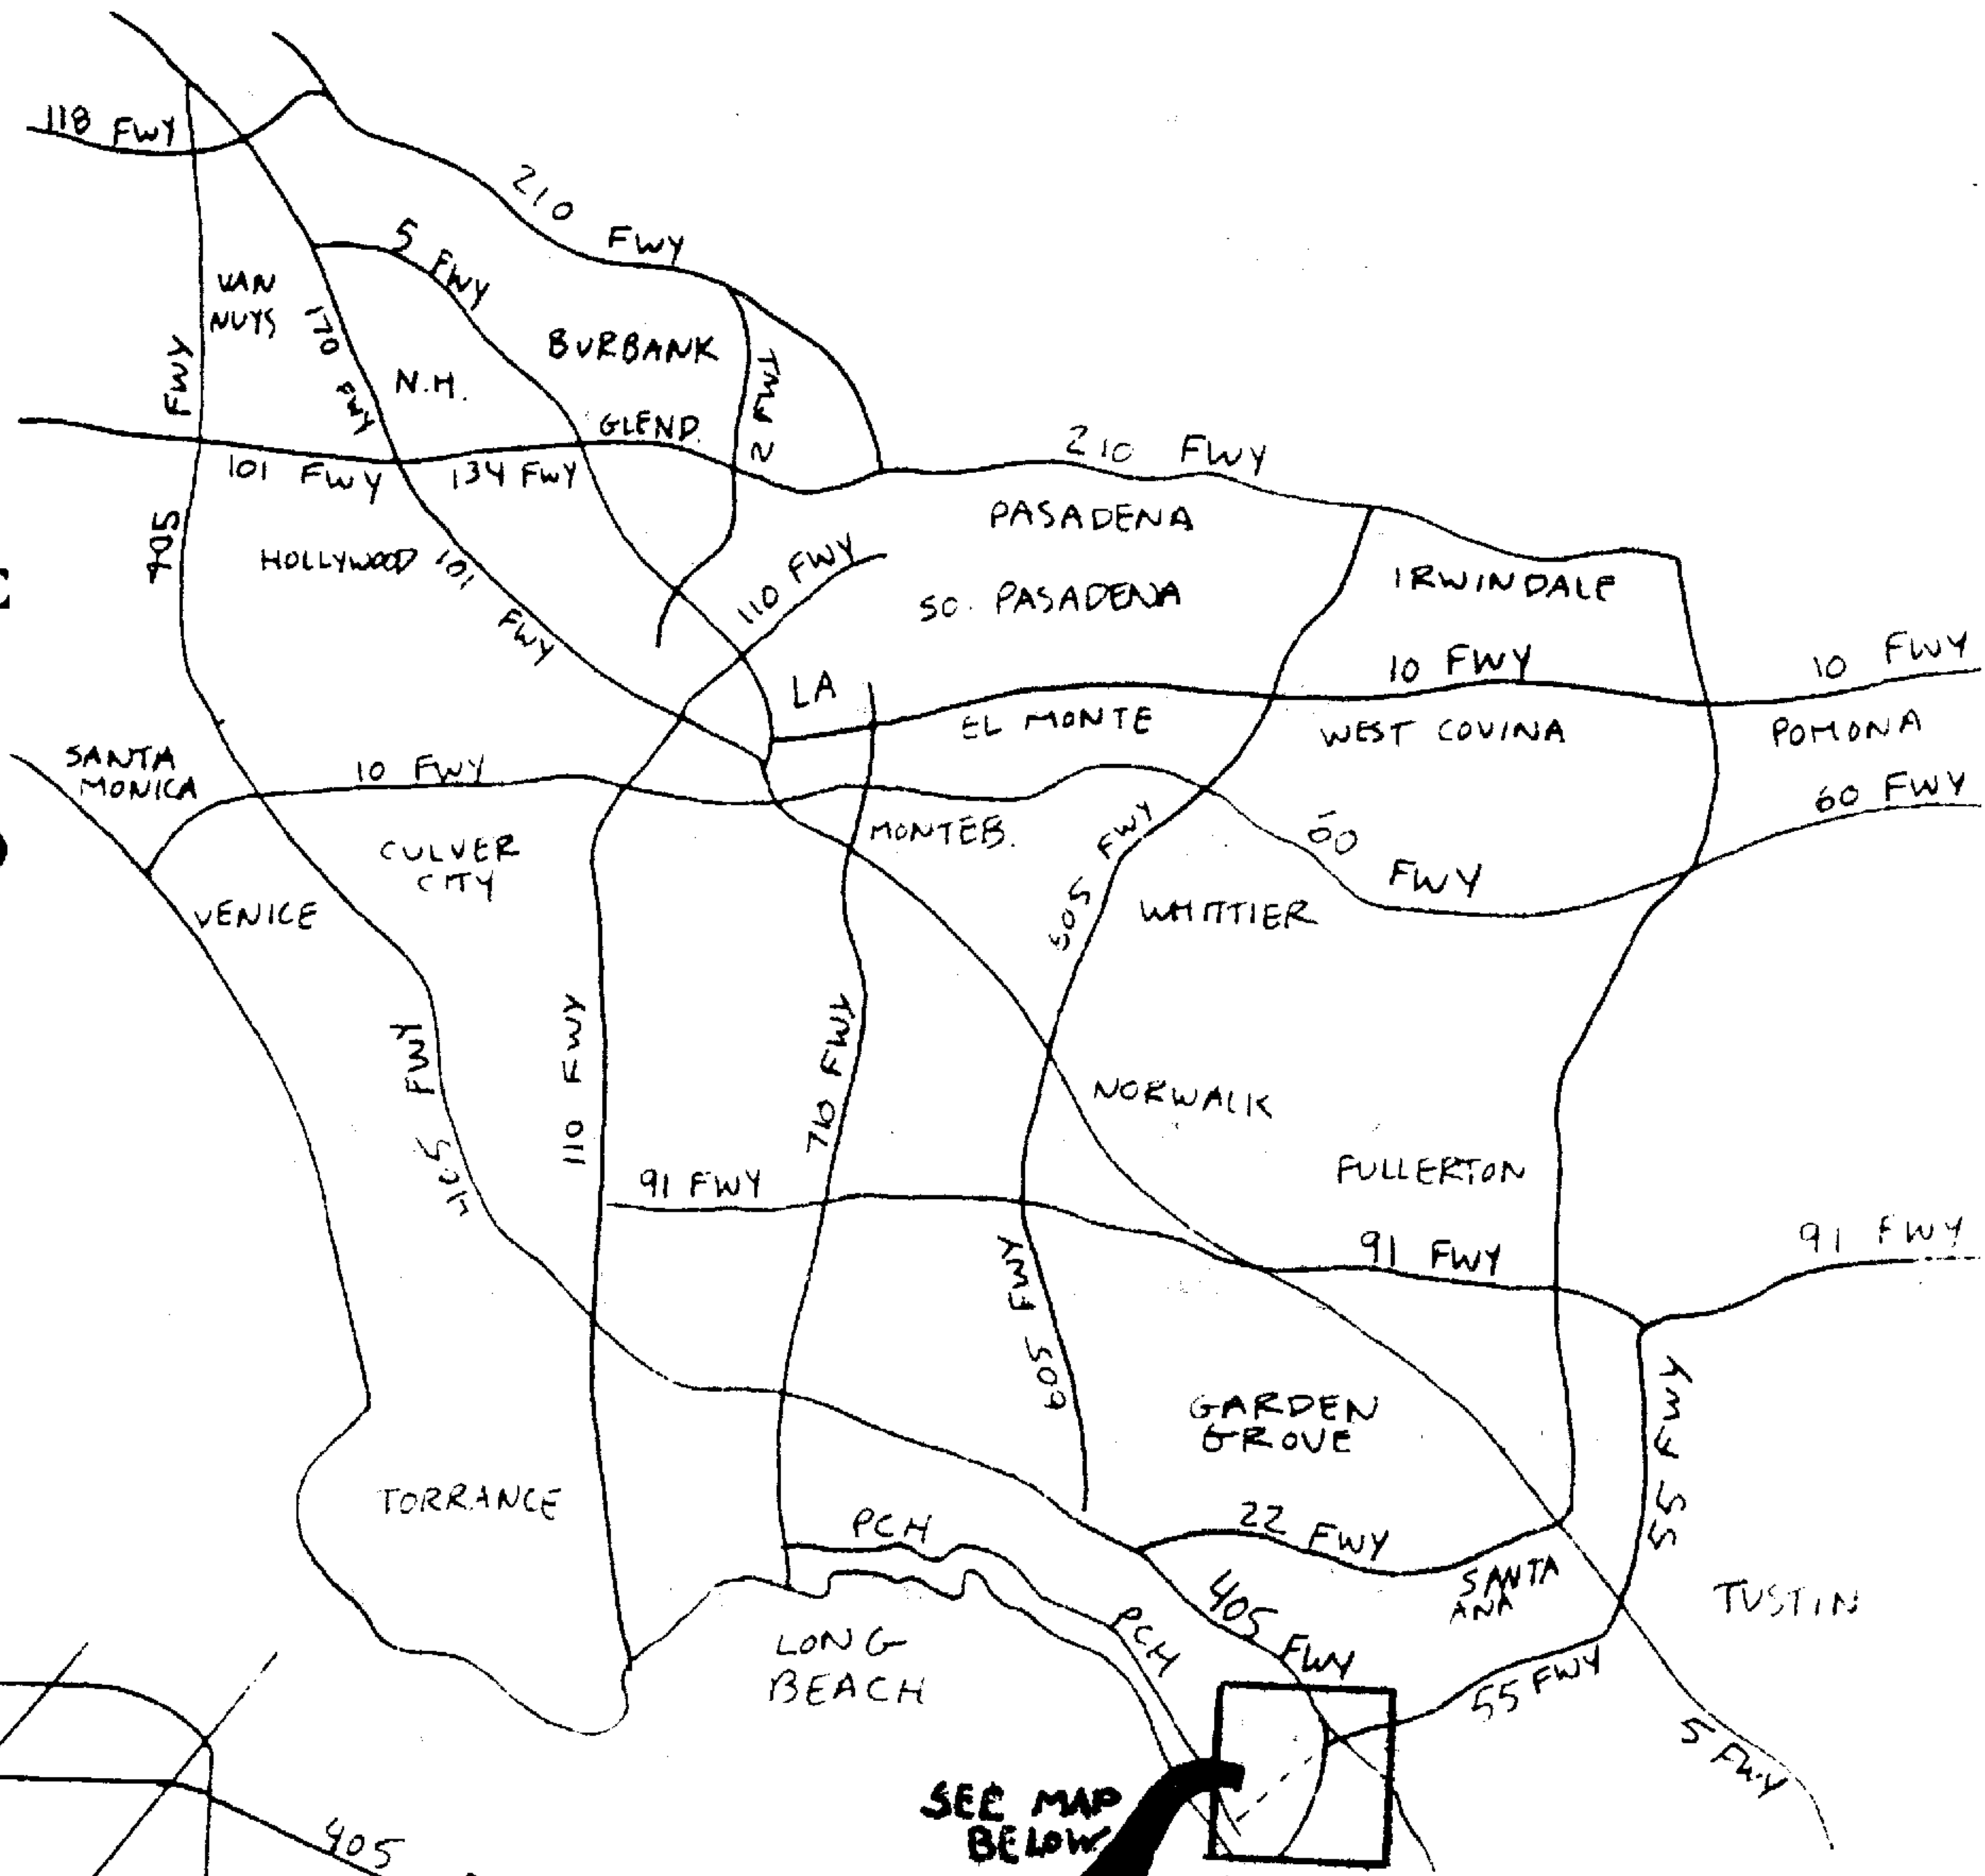 118 FWY
210
FWY
5
FWY
VAN
NUYS
170
FWY
BURBANK
FWY
2
FWY
N.H.
GLEND.
101 FWY
134 FWY
210 FWY
405
PASADENA
HOLLYWOOD
101
FWY
110 FWY
SO. PASADENA
IRWINDALE
10 FWY
10 FWY
LA
EL MONTE
WEST COVINA
POMONA
SANTA
MONICA
10 FWY
60 FWY
CULVER
CITY
MONTEB.
FWY
605
60
FWY
VENICE
WHITTIER
FWY
405
110 FWY
710 FWY
NORWALK
91 FWY
FULLERTON
91 FWY
91 FWY
FWY
605
GARDEN
GROVE
FWY
55
TORRANCE
PCH
22 FWY
SANTA
ANA
TUSTIN
LONG
BEACH
PCH
405
FWY
55 FWY
5 FWY
SEE MAP
BELOW
405